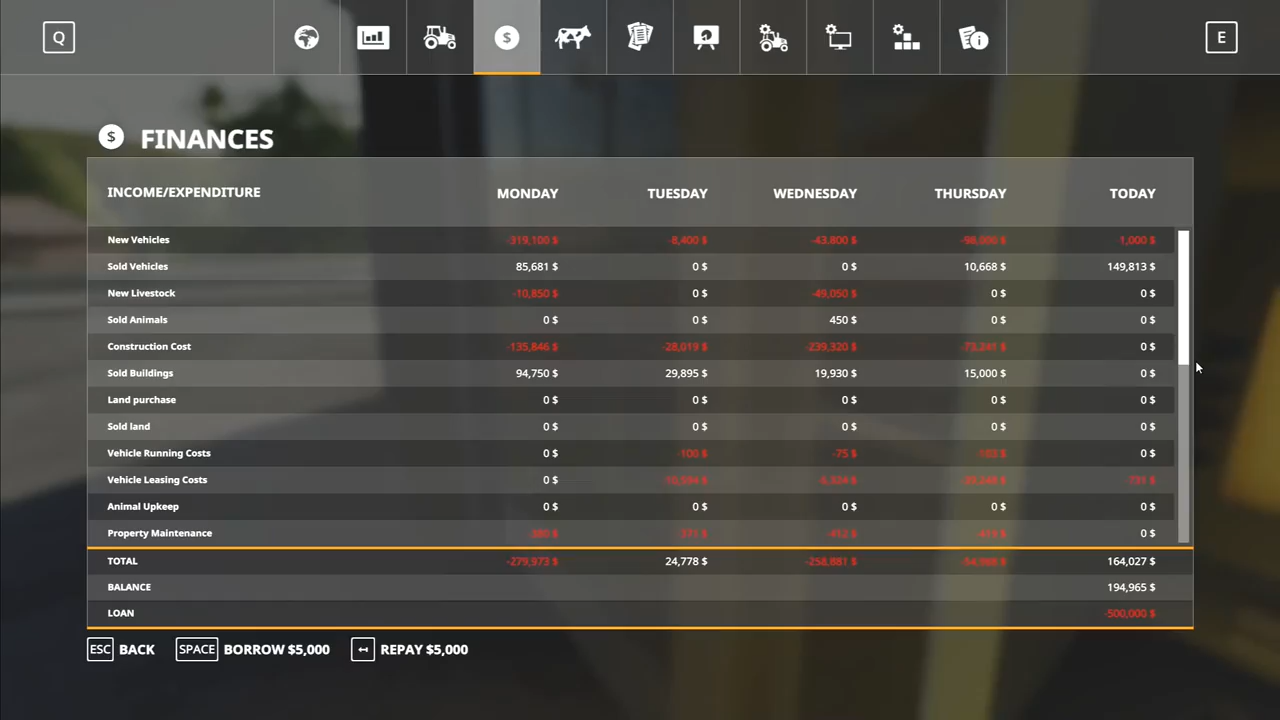 Q E
$ FINANCES
INCOME/EXPENDITURE MONDAY TUESDAY WEDNESDAY THURSDAY TODAY
New Vehicles -319,100 $ -8,400 $ -43,800 $ $
Sold Vehicles 85,681 $ 0 $ 0 $ 10,668 $ 149,813 $
New Livestock -10,850 $ 0 $ -49,050 $ 0 $ 0 $
Sold Animals 0 $ 0 $ 450 $ 0 $ 0 $
Construction Cost -135,846 $ -28,019 $ -239,320 $ -73,241 $ 0 $
Sold Buildings 94,750 $ 29,895 $ 19,930 $ 15,000 $ 0 $
Land purchase 0 $ 0 $ 0 $ 0 $ 0 $
Sold land 0 $ 0 $ 0 $ 0 $ 0 $
Vehicle Running Costs 0 $ -100 $ -75 $ $ 0 $
Vehicle Leasing Costs 0 $ $ $ $ -731 $
Animal Upkeep 0 $ 0 $ 0 $ 0 $ 0 $
Property Maintenance $ $ $ $ 0 $
TOTAL -279,973 $ 24,778 $ -258,881 $ $ 164,027 $
BALANCE 194,965 $
LOAN -500,000 $
ESC BACK SPACE BORROW $5,000 REPAY $5,000